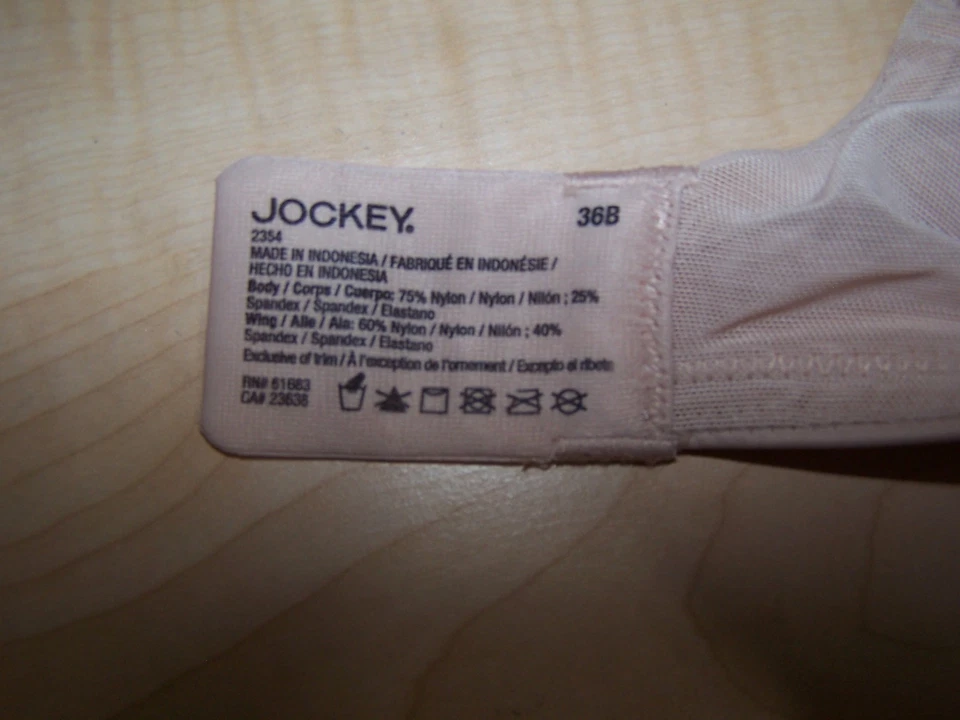 JOCKEY®
36B
2354
MADE IN INDONESIA / FABRIQUÉ EN INDONÉSIE /
HECHO EN INDONESIA
Body / Corps / Cuerpo: 75% Nylon / Nylon / Nilón ; 25%
Spandex / Spandex / Elastano
Wing / Aile / Ala: 60% Nylon / Nylon / Nilón ; 40%
Spandex / Spandex / Elastano
Exclusive of trim / À l'exception de l'ornement / Excepto el ribete
RN# 61683
CA# 23638